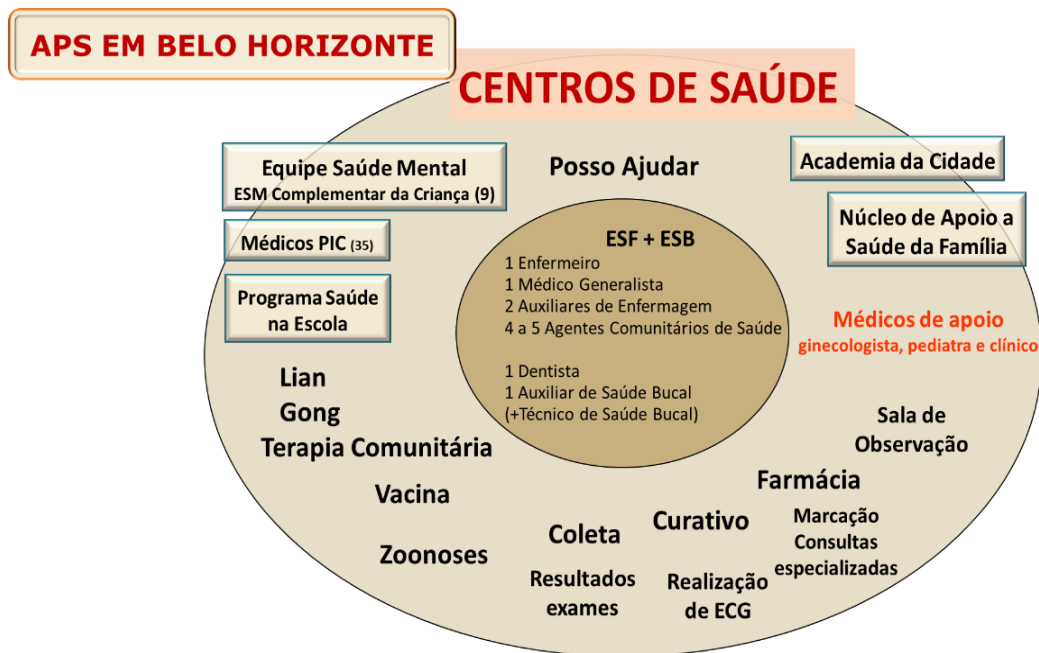 APS EM BELO HORIZONTE
CENTROS DE SAÚDE
Equipe Saúde Mental
ESM Complementar da Criança (9)
Médicos PIC (35)
Programa Saúde
na Escola
Lian
Gong
Terapia Comunitária
Vacina
Zoonoses
Posso Ajudar
ESF + ESB
1 Enfermeiro
1 Médico Generalista
2 Auxiliares de Enfermagem
4 a 5 Agentes Comunitários de Saúde
1 Dentista
1 Auxiliar de Saúde Bucal
(+Técnico de Saúde Bucal)
Coleta
Resultados
exames
Curativo
Realização
de ECG
Academia da Cidade
Núcleo de Apoio a
Saúde da Família
Médicos de apoio
ginecologista, pediatra e clínico
Sala de
Observação
Farmácia
Marcação
Consultas
especializadas